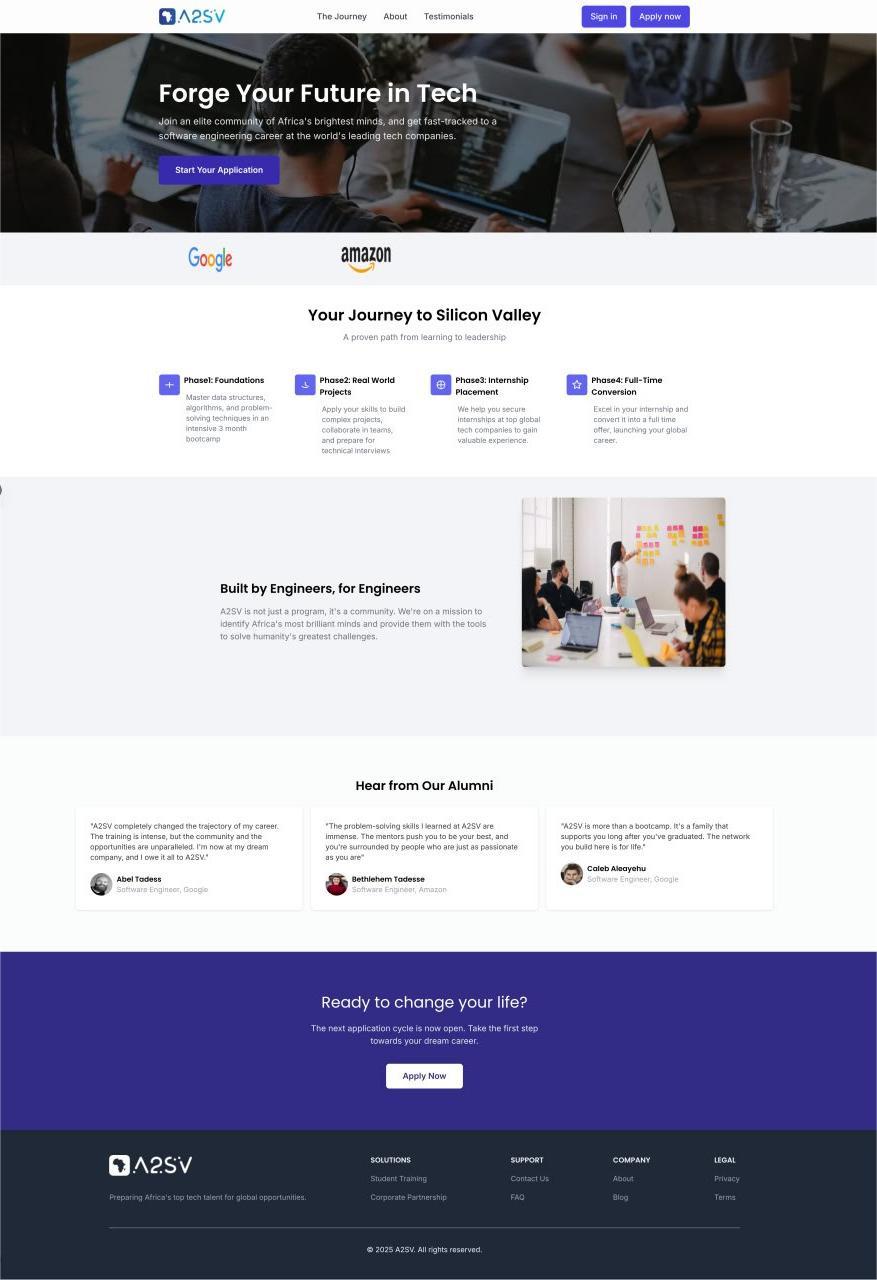 A2SV
The Journey About Testimonials
Sign in Apply now
Forge Your Future in Tech
Join an elite community of Africa's brightest minds, and get fast-tracked to a
software engineering career at the world's leading tech companies.
Start Your Application
Google amazon
Your Journey to Silicon Valley
A proven path from learning to leadership
Phase1: Foundations
Master data structures,
algorithms, and problem-
solving techniques in an
intensive 3 month
bootcamp
Phase2: Real World
Projects
Apply your skills to build
complex projects,
collaborate in teams,
and prepare for
technical interviews
Phase3: Internship
Placement
We help you secure
internships at top global
tech companies to gain
valuable experience.
Phase4: Full-Time
Conversion
Excel in your internship and
convert it into a full time
offer, launching your global
career.
Built by Engineers, for Engineers
A2SV is not just a program, it's a community. We're on a mission to
identify Africa's most brilliant minds and provide them with the tools
to solve humanity's greatest challenges.
Hear from Our Alumni
"A2SV completely changed the trajectory of my career.
The training is intense, but the community and the
opportunities are unparalleled. I'm now at my dream
company, and I owe it all to A2SV."
Abel Tadess
Software Engineer, Google
"The problem-solving skills I learned at A2SV are
immense. The mentors push you to be your best, and
you're surrounded by people who are just as passionate
as you are"
Bethlehem Tadesse
Software Engineer, Amazon
"A2SV is more than a bootcamp. It's a family that
supports you long after you've graduated. The network
you build here is for life."
Caleb Aleayehu
Software Engineer, Google
Ready to change your life?
The next application cycle is now open. Take the first step
towards your dream career.
Apply Now
A2SV
Preparing Africa's top tech talent for global opportunities.
SOLUTIONS
Student Training
Corporate Partnership
SUPPORT
Contact Us
FAQ
COMPANY
About
Blog
LEGAL
Privacy
Terms
© 2025 A2SV. All rights reserved.